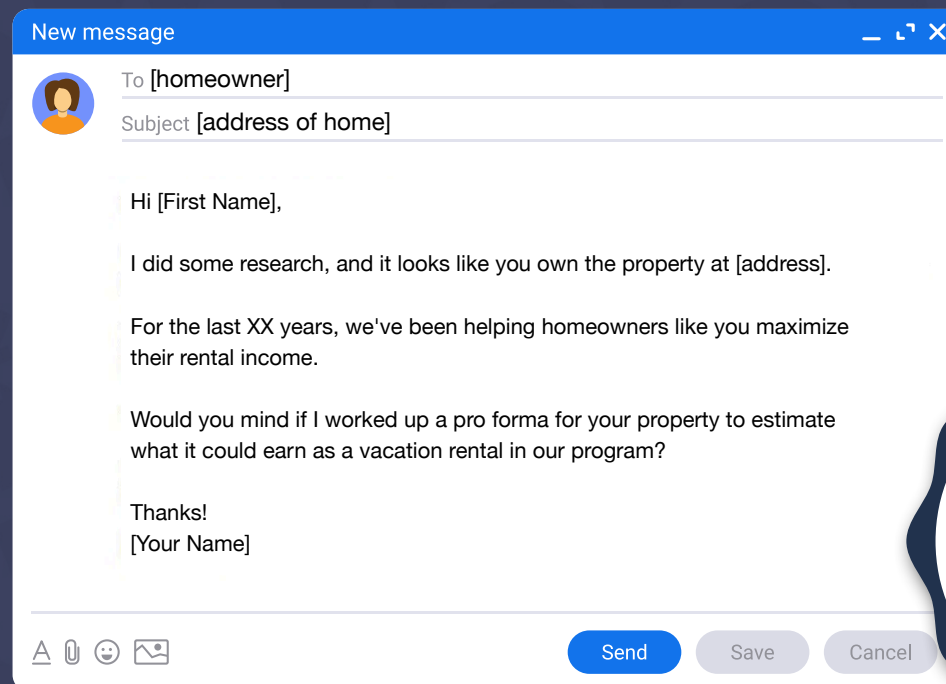 New message
To [homeowner]
Subject [address of home]
Hi [First Name],
I did some research, and it looks like you own the property at [address].
For the last XX years, we've been helping homeowners like you maximize
their rental income.
Would you mind if I worked up a pro forma for your property to estimate
what it could earn as a vacation rental in our program?
Thanks!
[Your Name]
A
Send Save Cancel